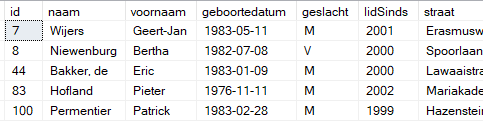 id naam voornaam geboortedatum geslacht lidSinds straat
7 Wijers Geert-Jan 1983-05-11 M 2001 Erasmusw
8 Niewenburg Bertha 1982-07-08 V 2000 Spoorlaan
44 Bakker, de Eric 1983-01-09 M 2000 Lawaaistra
83 Hofland Pieter 1976-11-11 M 2002 Mariakade
100 Permentier Patrick 1983-02-28 M 1999 Hazenstein